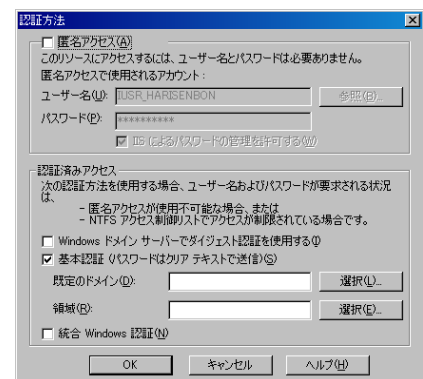 認証方法
匿名アクセス(A)
このリソースにアクセスするには、ユーザー名とパスワードは必要ありません。
匿名アクセスで使用されるアカウント:
ユーザー名(U): IUSR_HARISENBON 参照(B)...
パスワード(P): **********
IIS によるパスワードの管理を許可する(W)
認証済みアクセス
次の認証方法を使用する場合、ユーザー名およびパスワードが要求される状況
は、
- 匿名アクセスが使用不可能な場合、または
- NTFS アクセス制御リストでアクセスが制限されている場合です。
Windows ドメイン サーバーでダイジェスト認証を使用する(I)
基本認証 (パスワードはクリア テキストで送信)(S)
既定のドメイン(D): 選択(L)...
領域(R): 選択(E)...
統合 Windows 認証(N)
OK キャンセル ヘルプ(H)